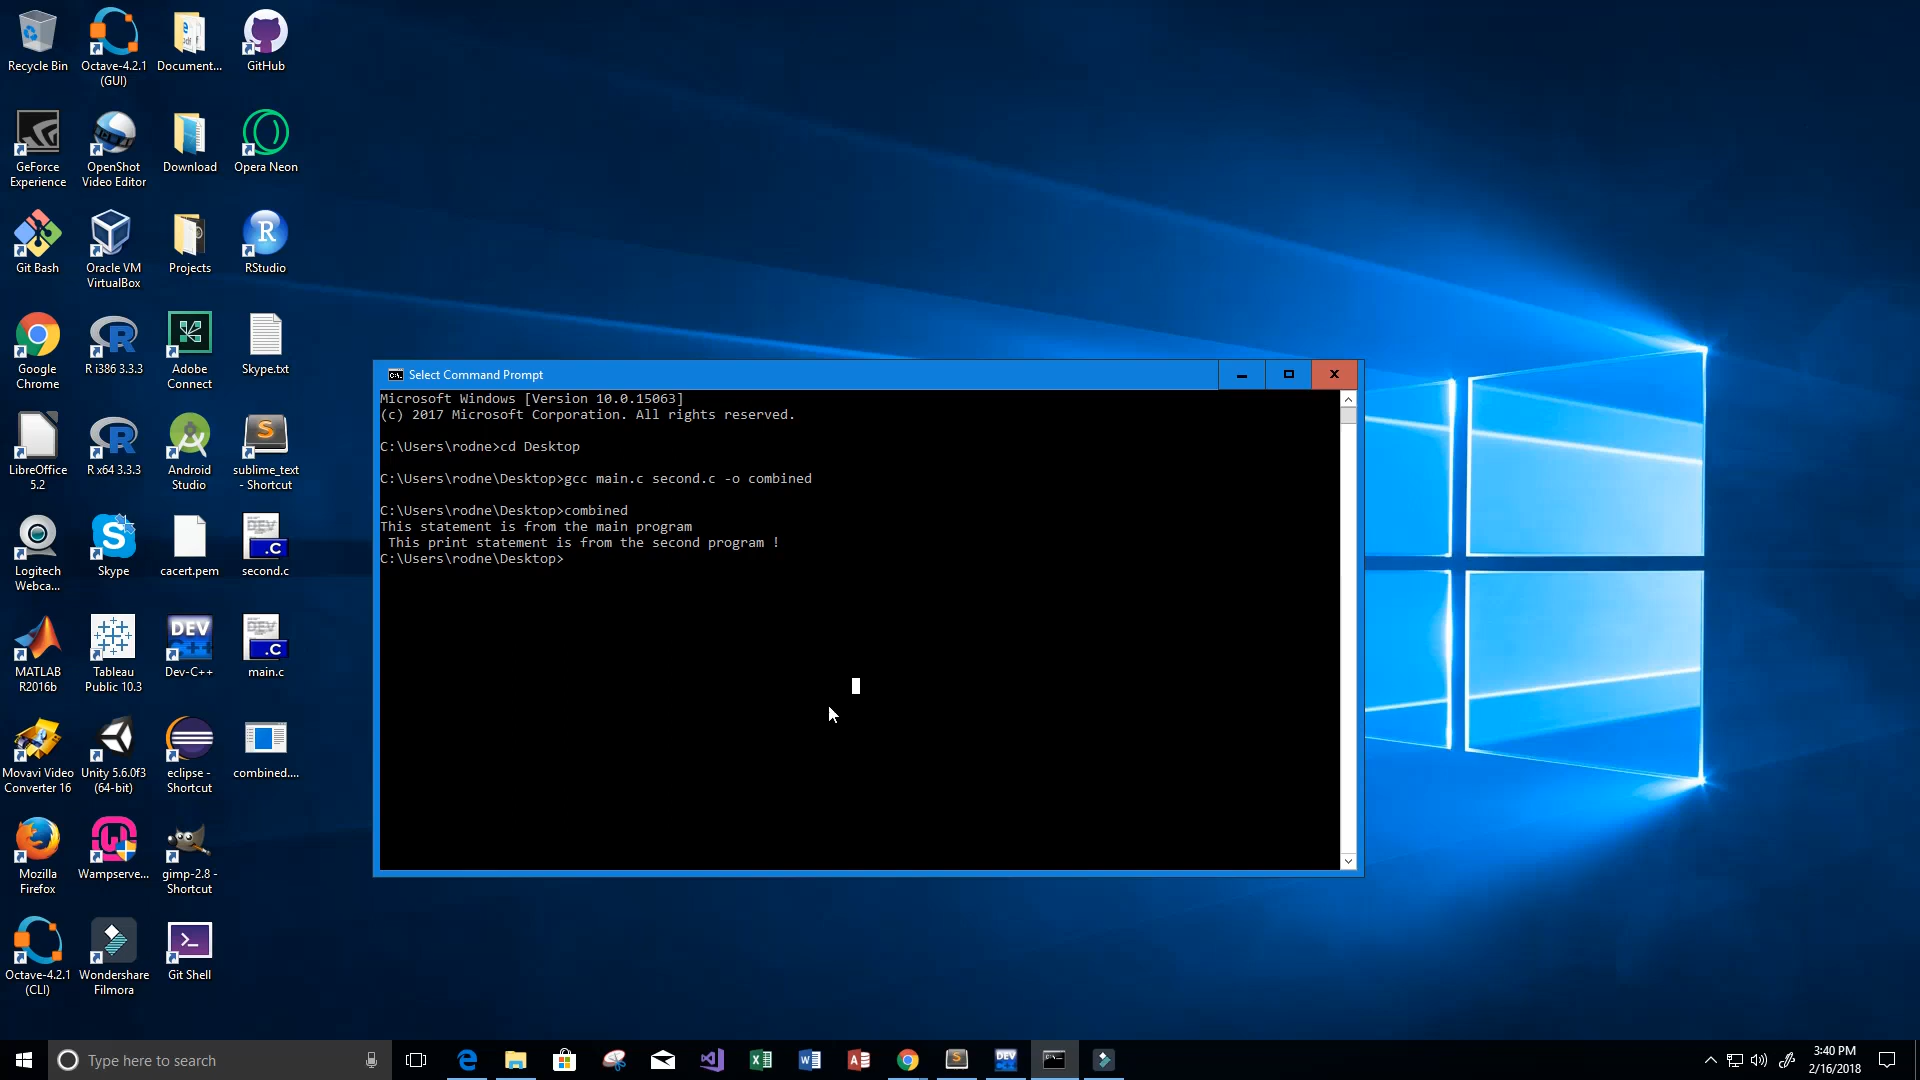 Recycle Bin
Octave-4.2.1
(GUI)
Document...
GitHub
GeForce
Experience
OpenShot
Video Editor
Download
Opera Neon
Git Bash
Oracle VM
VirtualBox
Projects
RStudio
Google
Chrome
R i386 3.3.3
Adobe
Connect
Skype.txt
LibreOffice
5.2
R x64 3.3.3
Android
Studio
sublime_text
- Shortcut
Logitech
Webca...
Skype
cacert.pem
second.c
MATLAB
R2016b
Tableau
Public 10.3
Dev-C++
main.c
Movavi Video
Converter 16
Unity 5.6.0f3
(64-bit)
eclipse -
Shortcut
combined....
Mozilla
Firefox
Wampserve...
gimp-2.8 -
Shortcut
Octave-4.2.1
(CLI)
Wondershare
Filmora
Git Shell
Select Command Prompt
Microsoft Windows [Version 10.0.15063]
(c) 2017 Microsoft Corporation. All rights reserved.
C:\Users\rodne>cd Desktop
C:\Users\rodne\Desktop>gcc main.c second.c -o combined
C:\Users\rodne\Desktop>combined
This statement is from the main program
This print statement is from the second program !
C:\Users\rodne\Desktop>
Type here to search
3:40 PM
2/16/2018